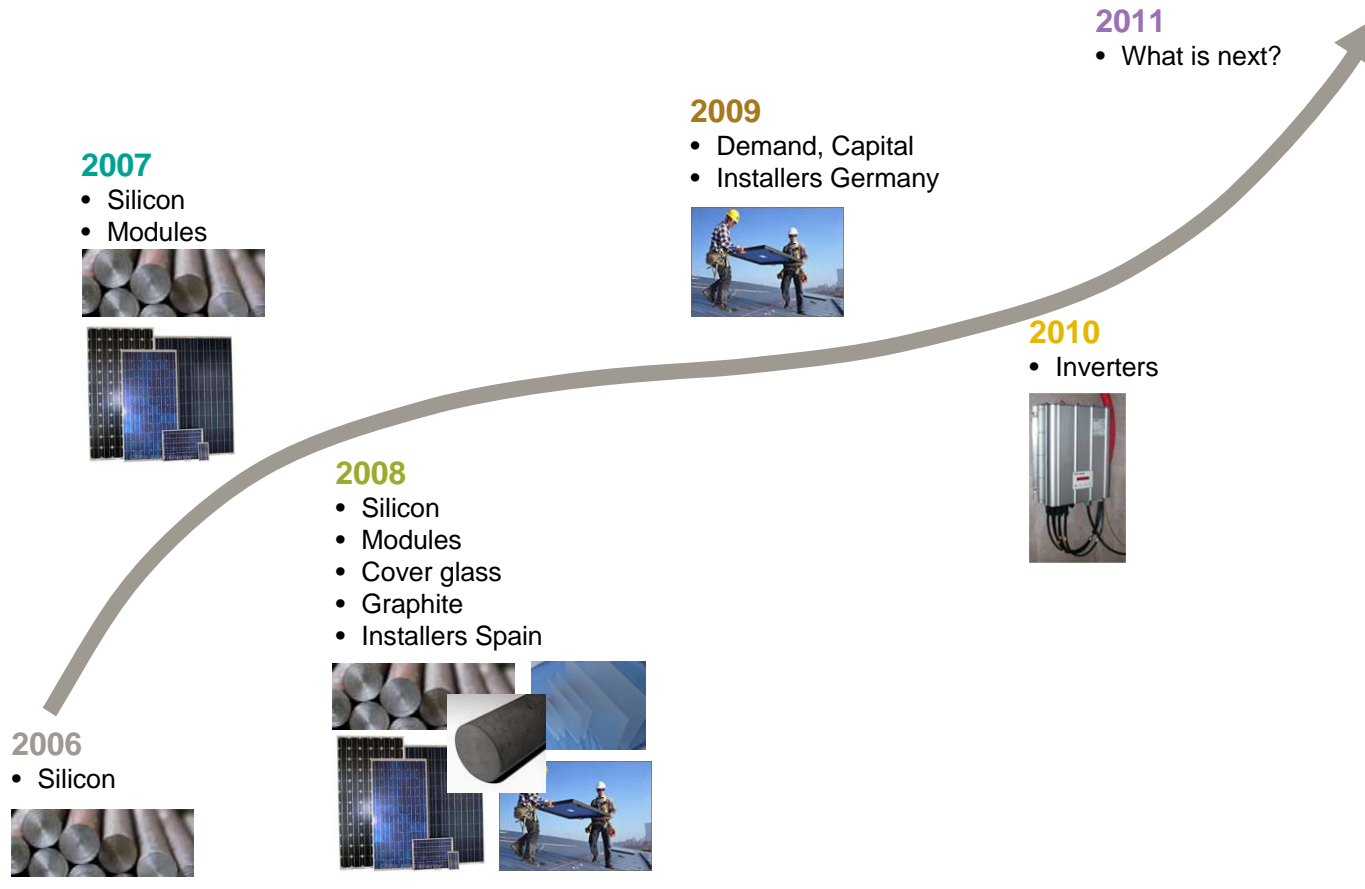 2006
• Silicon
2007
• Silicon
• Modules
2008
• Silicon
• Modules
• Cover glass
• Graphite
• Installers Spain
2009
• Demand, Capital
• Installers Germany
2010
• Inverters
2011
• What is next?